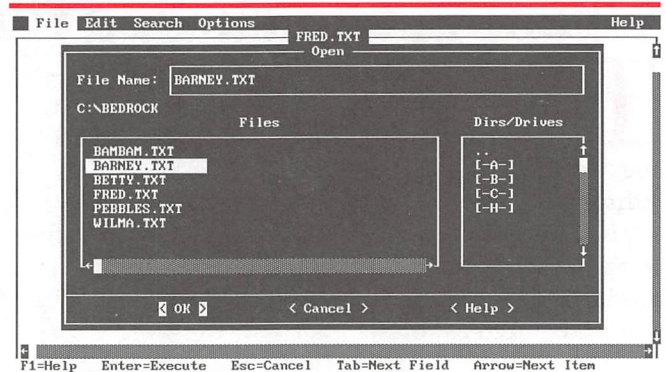 File Edit Search Options Help
FRED.TXT
Open
File Name: BARNEY.TXT
C:\BEDROCK
Files
Dirs/Drives
BAMBAM.TXT
BARNEY.TXT
BETTY.TXT
FRED.TXT
PEBBLES.TXT
WILMA.TXT
..
[-A-]
[-B-]
[-C-]
[-H-]
< OK > < Cancel > < Help >
F1=Help Enter=Execute Esc=Cancel Tab=Next Field Arrow=Next Item